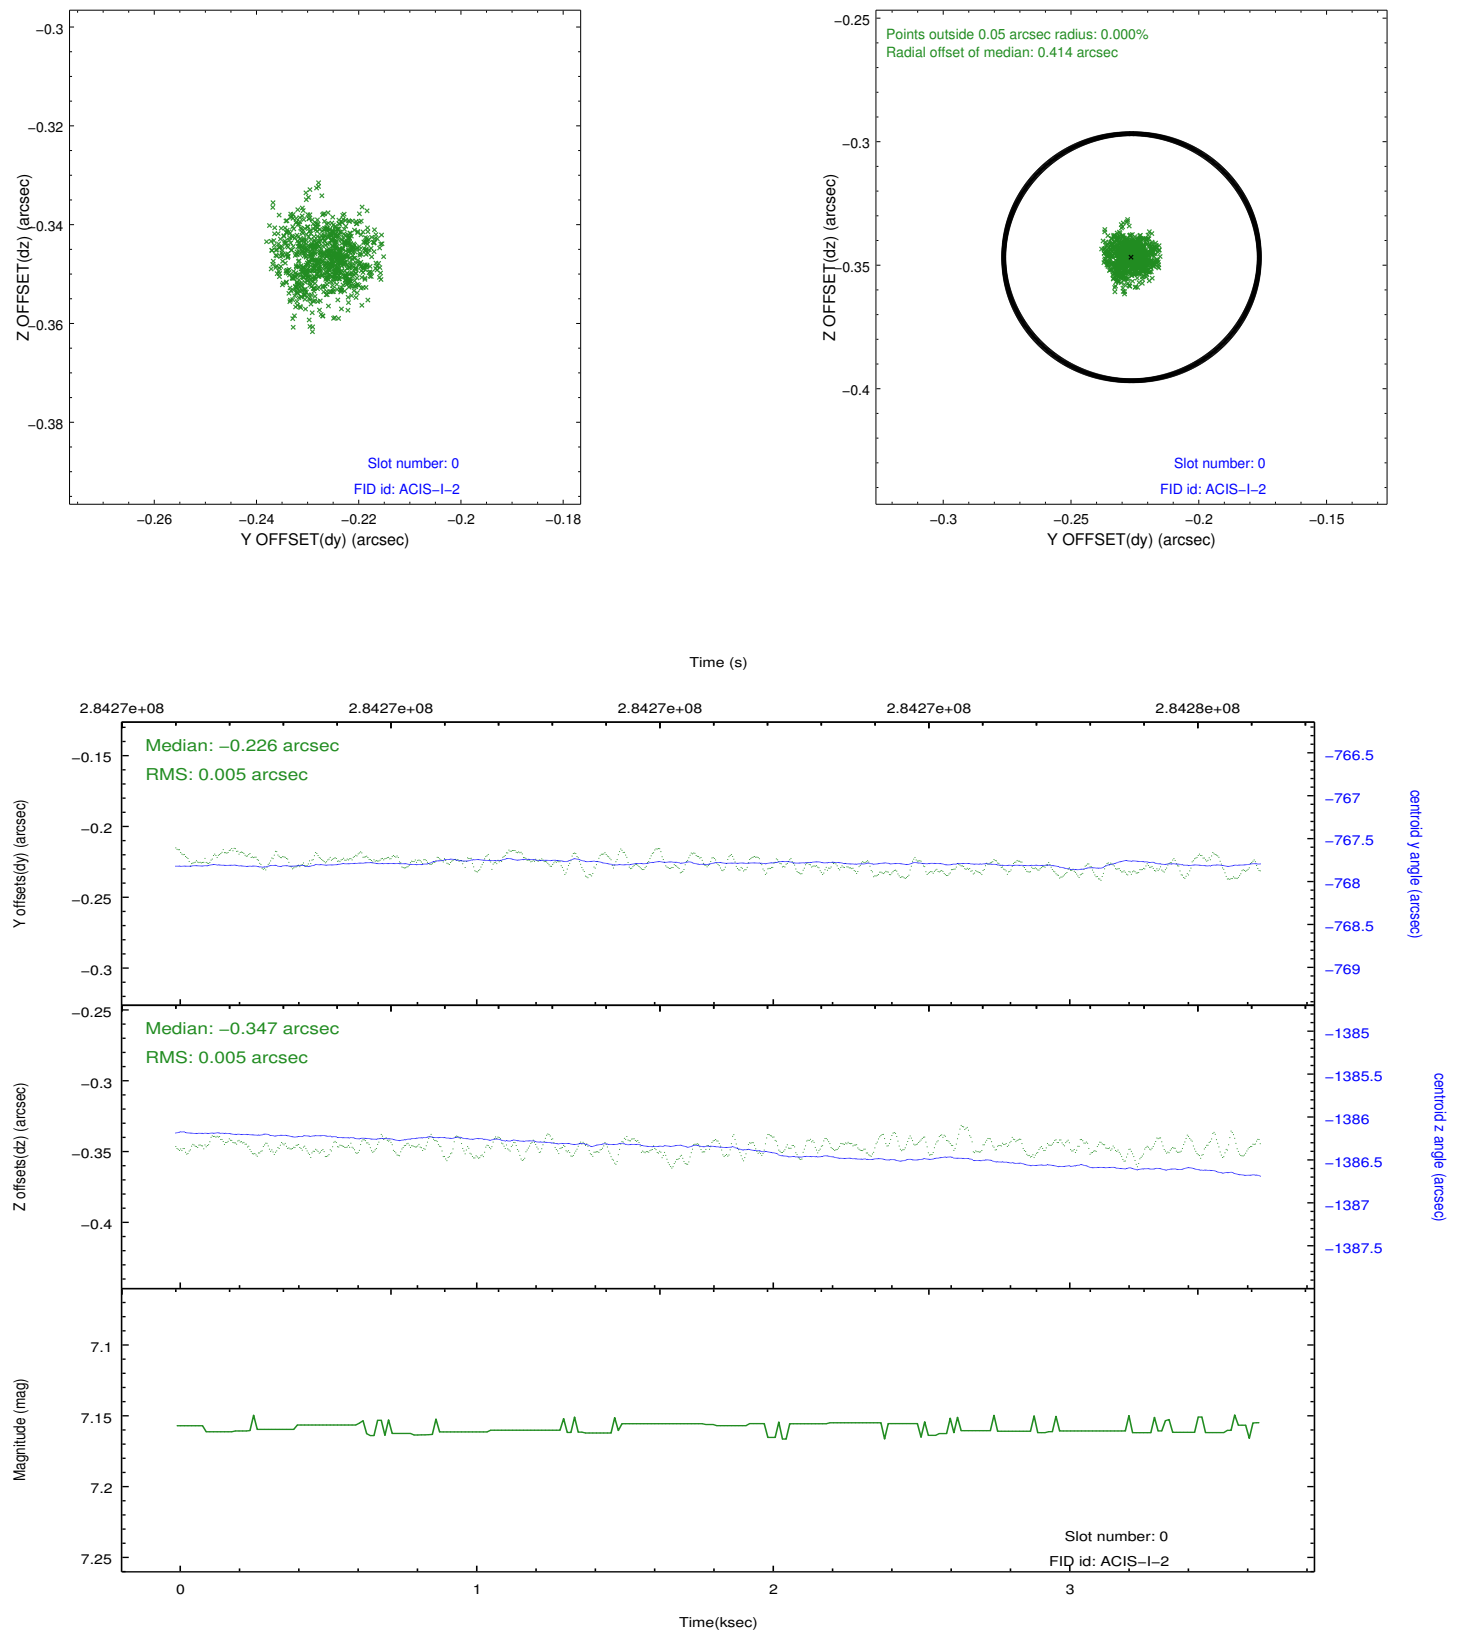 −0.3
−0.32
−0.34
−0.36
−0.38
Z OFFSET(dz) (arcsec)
Slot number: 0
FID id: ACIS−I−2
−0.26
−0.24
−0.22
−0.2
−0.18
Y OFFSET(dy) (arcsec)
−0.25
−0.3
−0.35
−0.4
Z OFFSET(dz) (arcsec)
Points outside 0.05 arcsec radius: 0.000%
Radial offset of median: 0.414 arcsec
Slot number: 0
FID id: ACIS−I−2
−0.3
−0.25
−0.2
−0.15
Y OFFSET(dy) (arcsec)
Time (s)
2.8427e+08
2.8427e+08
2.8427e+08
2.8427e+08
2.8428e+08
Median: −0.226 arcsec
RMS: 0.005 arcsec
−0.15
−0.2
−0.25
−0.3
Y offsets(dy) (arcsec)
−766.5
−767
−767.5
−768
−768.5
−769
centroid y angle (arcsec)
Median: −0.347 arcsec
RMS: 0.005 arcsec
−0.25
−0.3
−0.35
−0.4
Z offsets(dz) (arcsec)
−1385
−1385.5
−1386
−1386.5
−1387
−1387.5
centroid z angle (arcsec)
7.1
7.15
7.2
7.25
Magnitude (mag)
Slot number: 0
FID id: ACIS−I−2
0
1
2
3
Time(ksec)